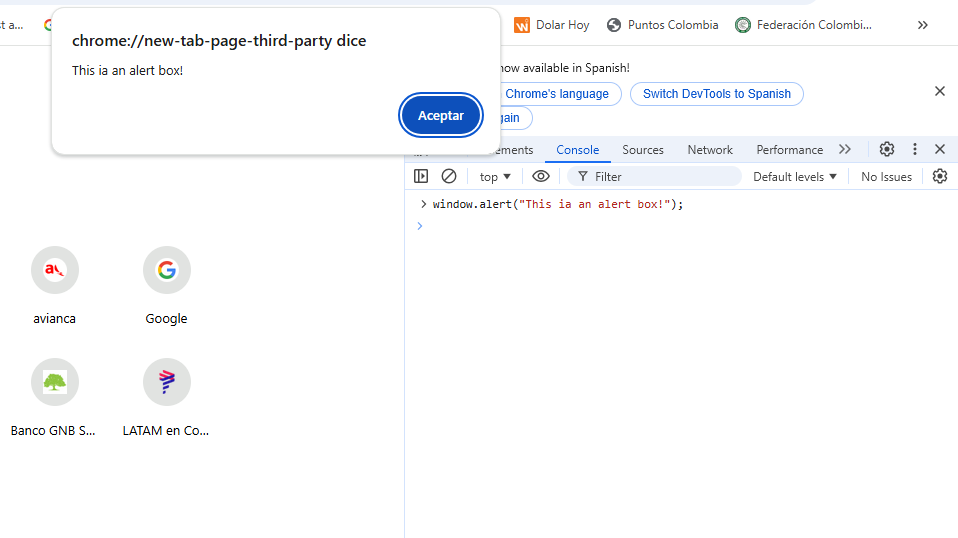 st a...
Dolar Hoy
Puntos Colombia
Federación Colombi...
chrome://new-tab-page-third-party dice
This ia an alert box!
Aceptar
now available in Spanish!
Chrome's language
Switch DevTools to Spanish
gain
ements
Console
Sources
Network
Performance
top
Filter
Default levels
No Issues
window.alert("This ia an alert box!");
avianca
Google
Banco GNB S...
LATAM en Co...